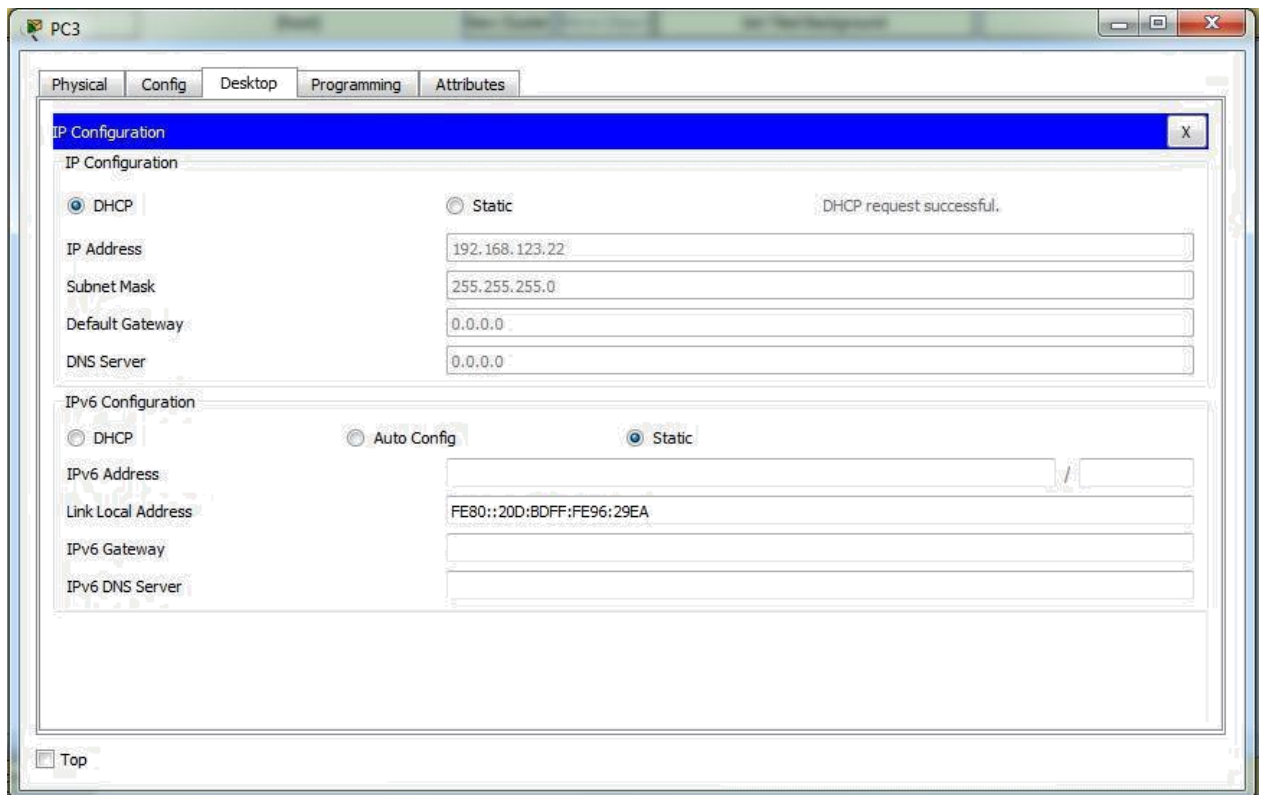 PC3
Physical Config Desktop Programming Attributes
IP Configuration X
IP Configuration
DHCP Static DHCP request successful.
IP Address 192.168.123.22
Subnet Mask 255.255.255.0
Default Gateway 0.0.0.0
DNS Server 0.0.0.0
IPv6 Configuration
DHCP Auto Config Static
IPv6 Address /
Link Local Address FE80::20D:BDFF:FE96:29EA
IPv6 Gateway
IPv6 DNS Server
Top